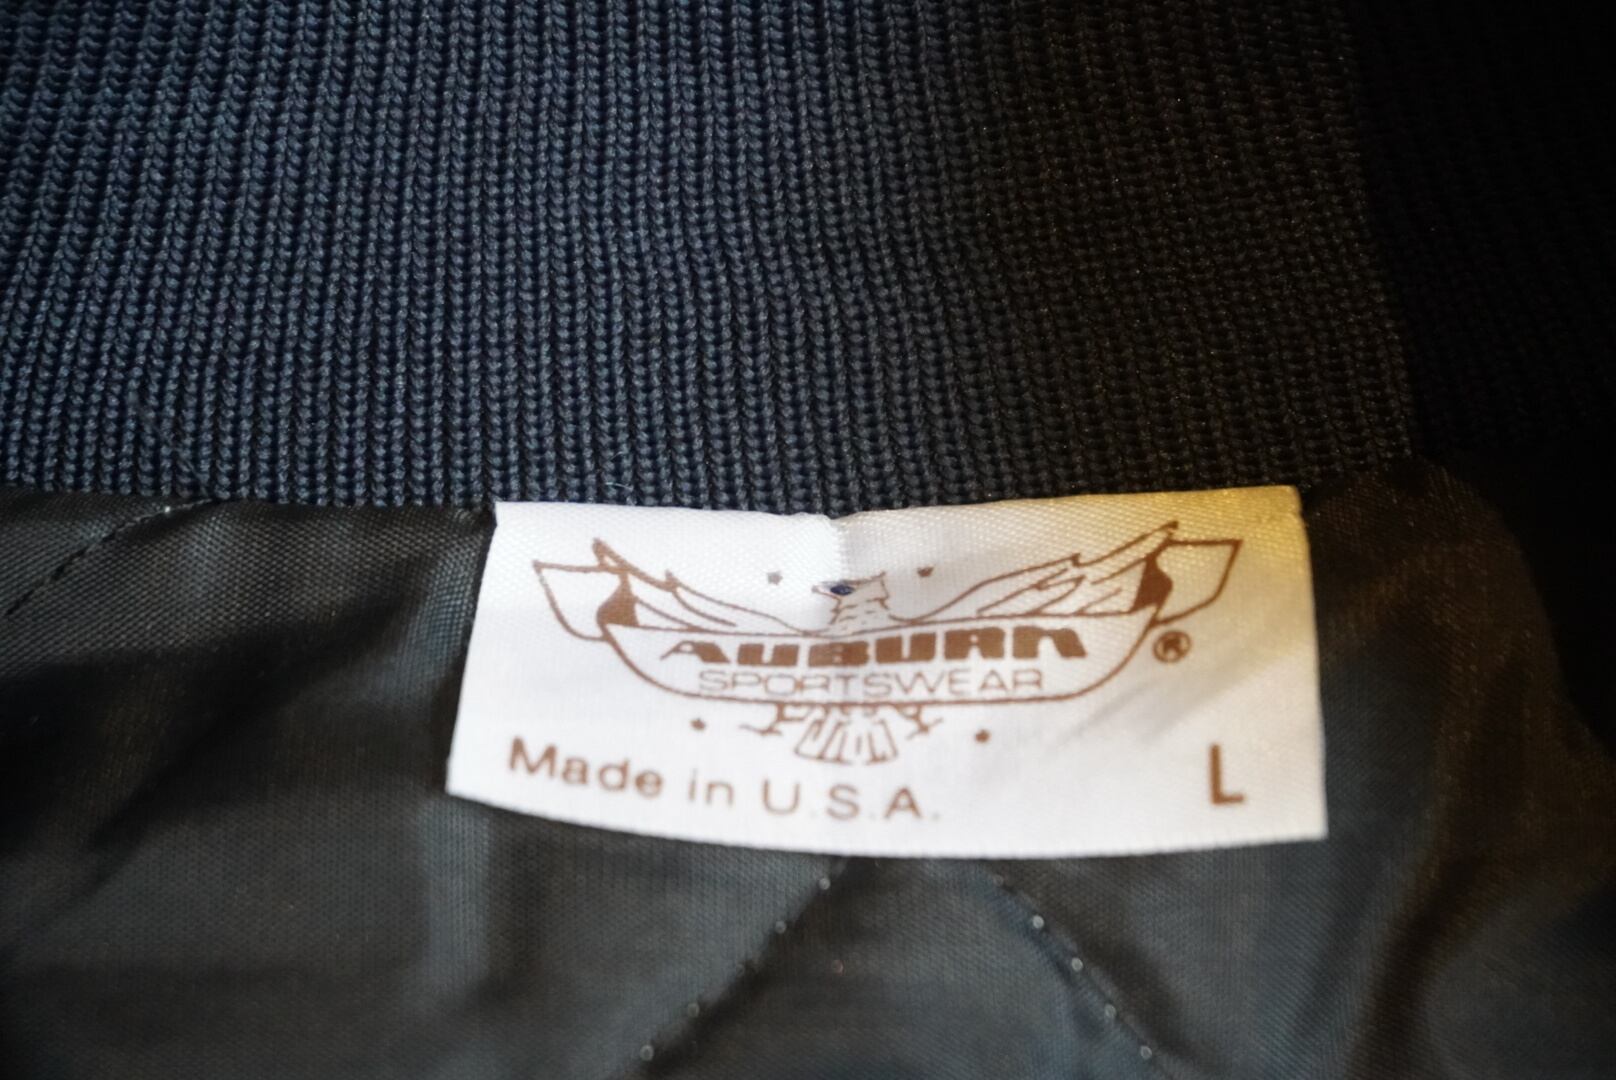 AUBURN
SPORTSWEAR
®
Made in U.S.A.
L